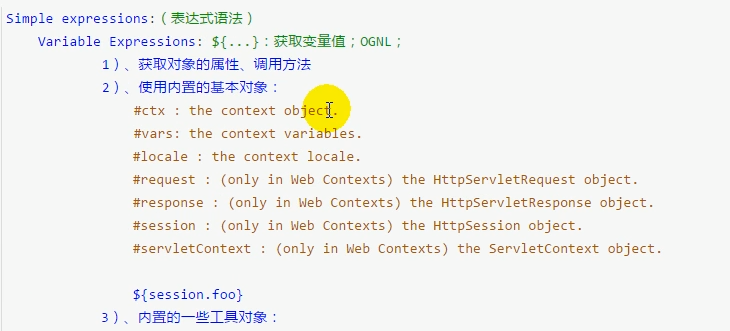 Simple expressions:（表达式语法）
Variable Expressions: ${...}：获取变量值；OGNL；
1）、获取对象的属性、调用方法
2）、使用内置的基本对象：
#ctx : the context object.
#vars: the context variables.
#locale : the context locale.
#request : (only in Web Contexts) the HttpServletRequest object.
#response : (only in Web Contexts) the HttpServletResponse object.
#session : (only in Web Contexts) the HttpSession object.
#servletContext : (only in Web Contexts) the ServletContext object.
${session.foo}
3）、内置的一些工具对象：